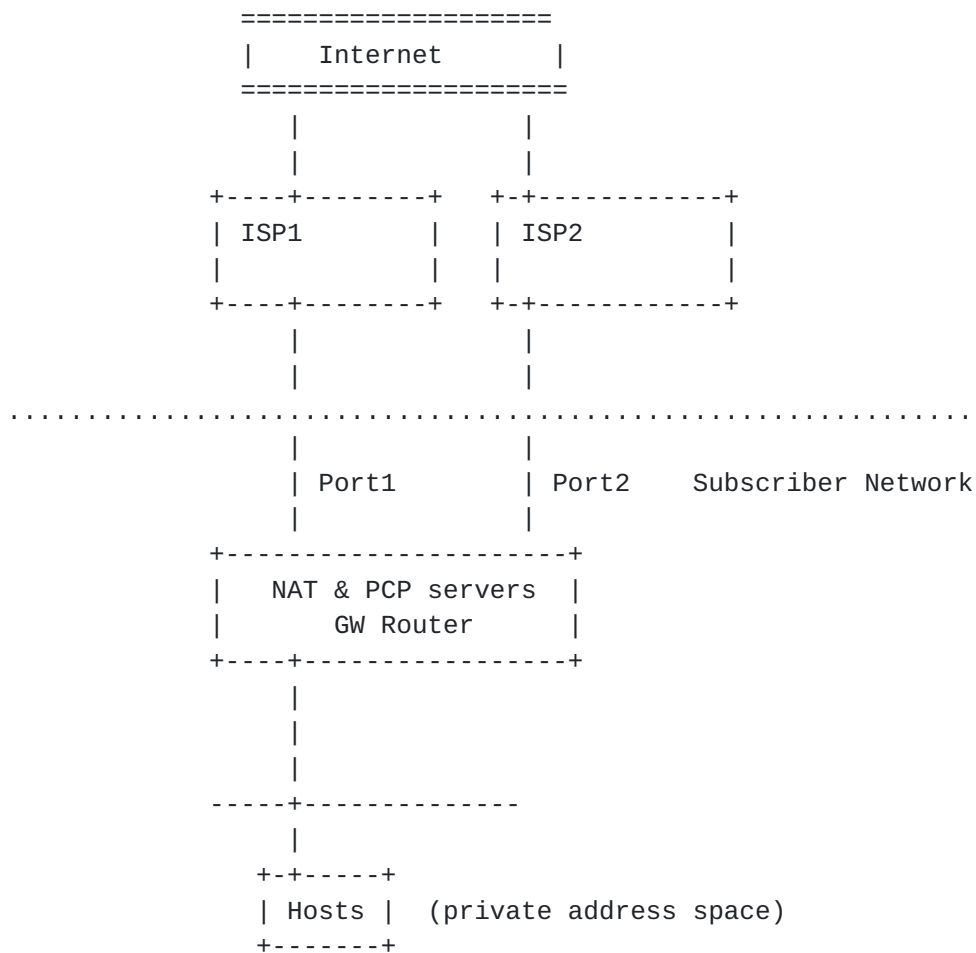 Internet
ISP1 ISP2
Port1 Port2 Subscriber Network
NAT & PCP servers
GW Router
Hosts (private address space)